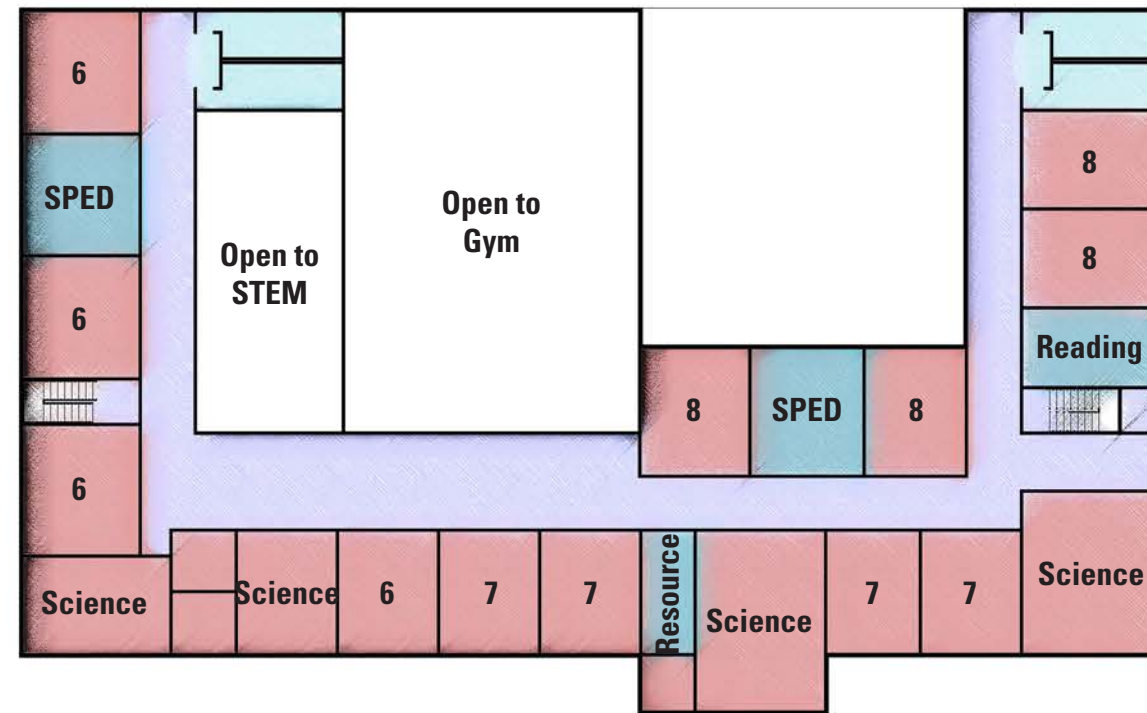 6
SPED
6
6
Open to
STEM
Open to
Gym
8
8
Reading
8
SPED
8
Science
Science
6
7
7
Resource
Science
7
7
Science